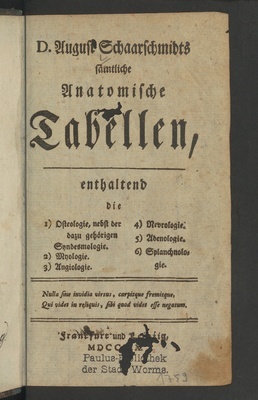 D. August Schaarschmidts
sämtliche
Anatomische
Tabellen,
enthaltend
die
1) Osteologie, nebst der
dazu gehörigen
Syndesmologie.
2) Myologie.
3) Angiologie.
4) Nevrologie.
5) Adenologie.
6) Splanchnolo-
gie.
Nulla sine invidia virtus, carpitque fremitque,
Qui videt in reliquis, sibi quod videt esse negatum.
Frankfurt und
MDCC
Paulus-Bibliothek
der Stadt Worms.
1759